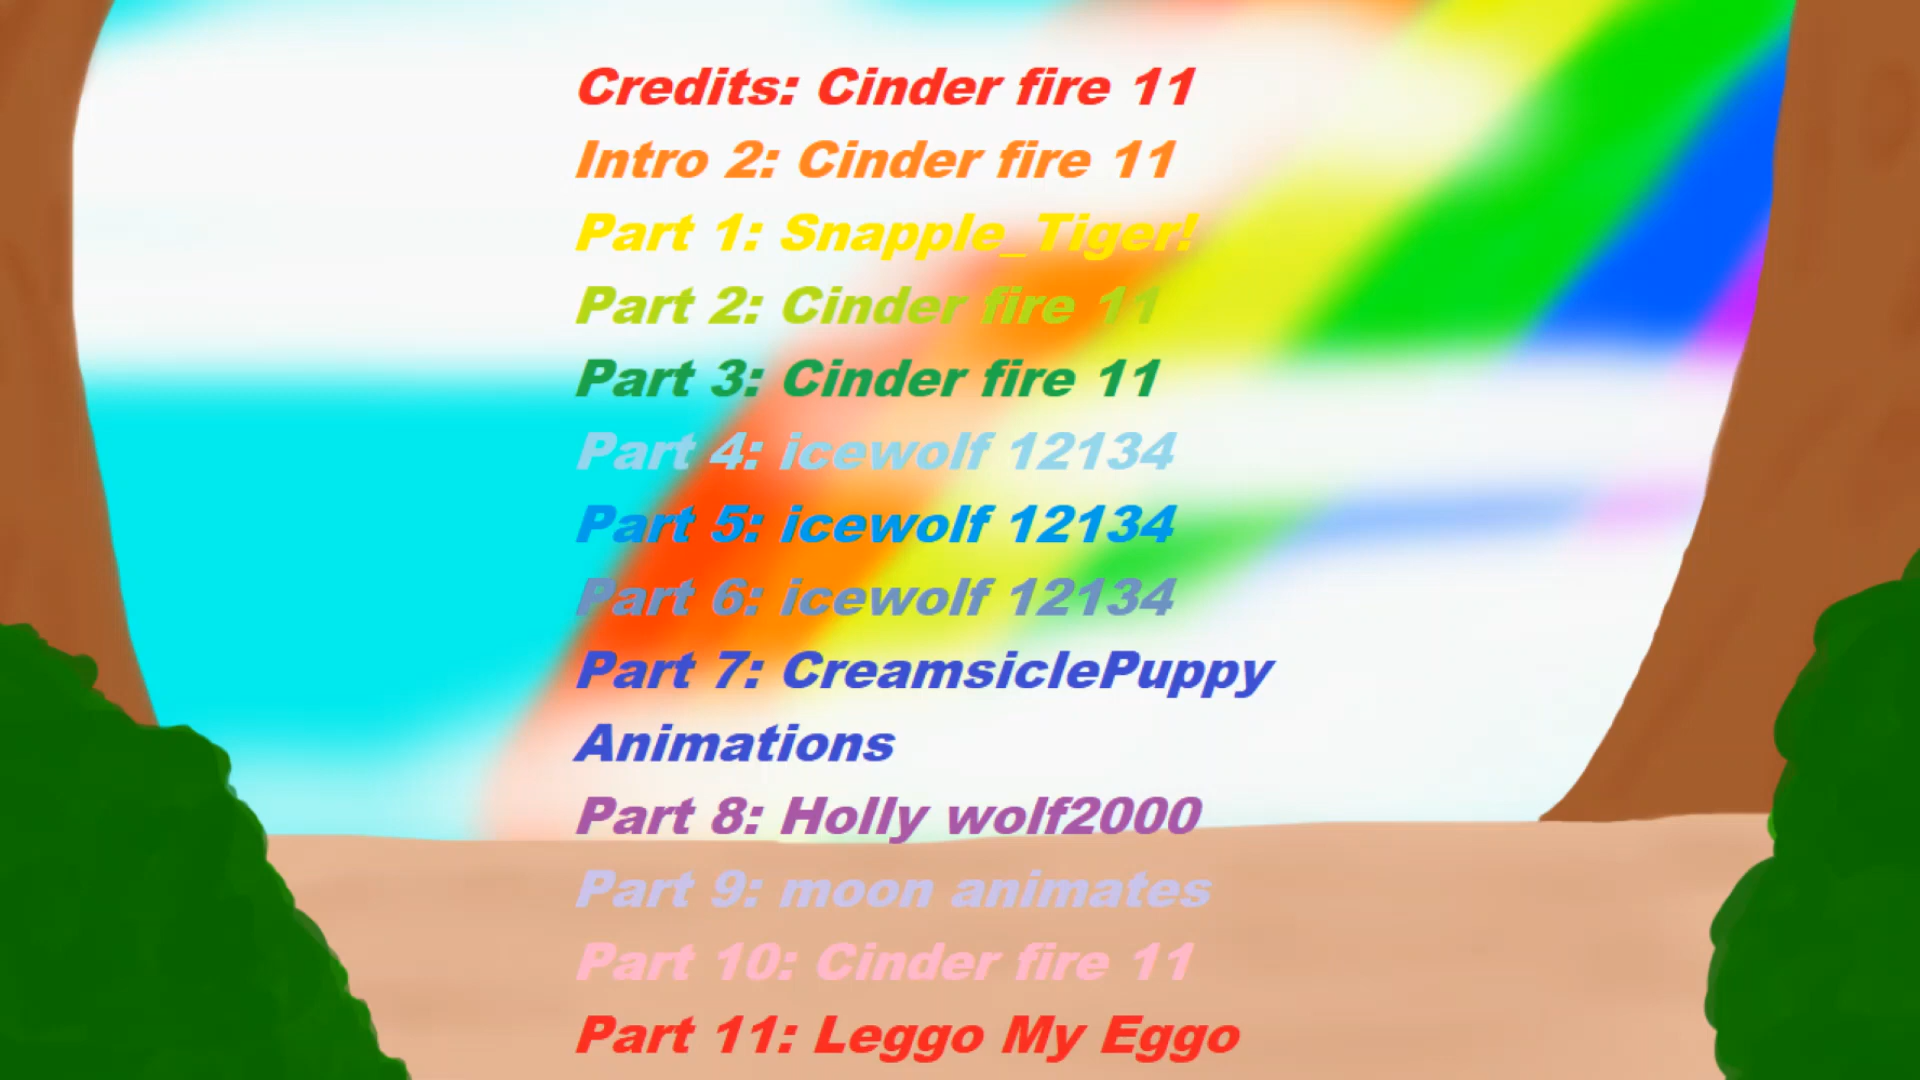 Credits: Cinder fire 11
Intro 2: Cinder fire 11
Part 1: Snapple_Tiger!
Part 2: Cinder fire 11
Part 3: Cinder fire 11
Part 4: icewolf 12134
Part 5: icewolf 12134
Part 6: icewolf 12134
Part 7: CreamsiclePuppy
Animations
Part 8: Holly wolf2000
Part 9: moon animates
Part 10: Cinder fire 11
Part 11: Leggo My Eggo